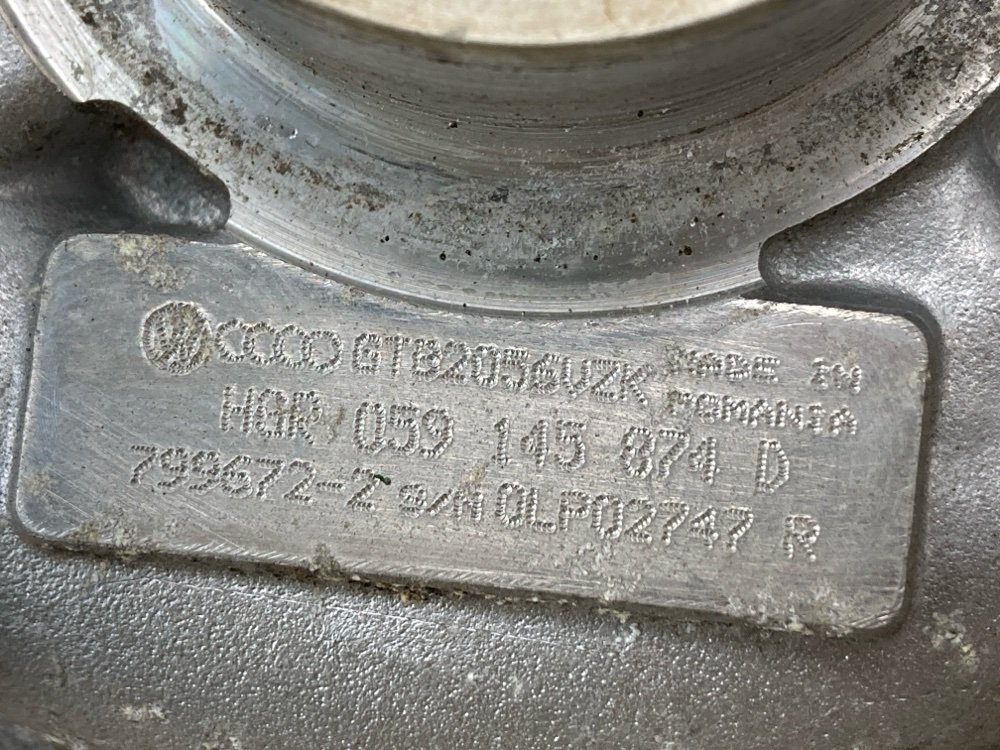 GTB2056VZK MADE IN
ROMANIA
HGR 059 145 874 D
799672-2 S/N 0LP02747 R